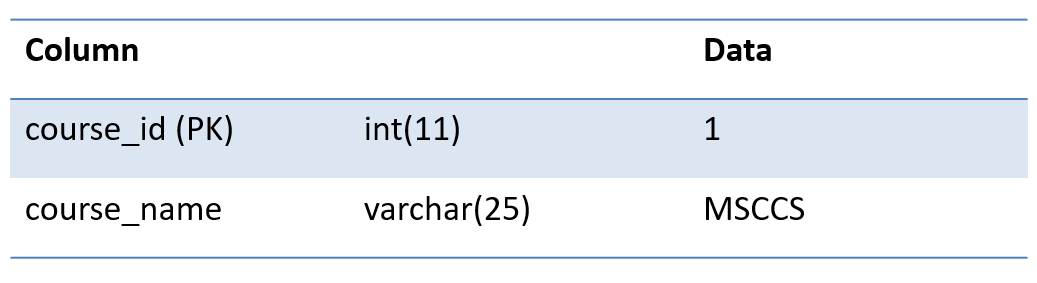 Column Data
course_id (PK) int(11) 1
course_name varchar(25) MSCCS